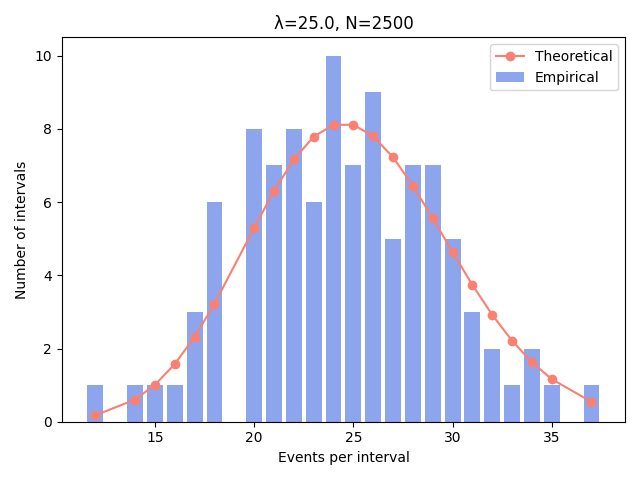 λ=25.0, N=2500
Theoretical
Empirical
Number of intervals
10
8
6
4
2
0
15
20
25
30
35
Events per interval